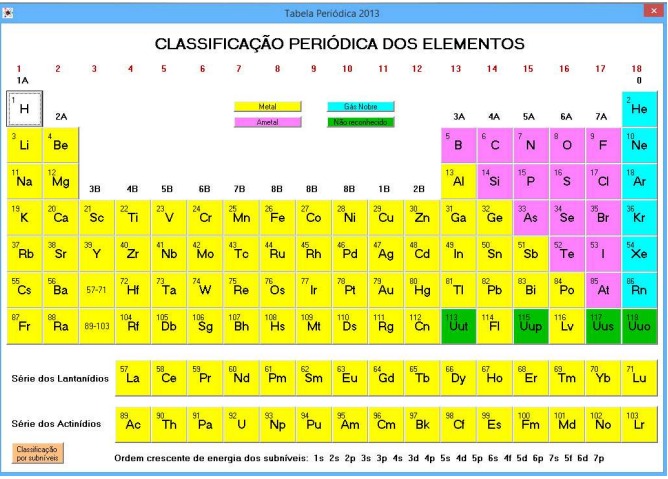 Tabela Periódica 2013
CLASSIFICAÇÃO PERIÓDICA DOS ELEMENTOS
1 2 3 4 5 6 7 8 9 10 11 12 13 14 15 16 17 18
1A 0
1 H 2 He
Metal Gás Nobre
Ametal Não reconhecido
2A 3A 4A 5A 6A 7A
3 Li 4 Be 5 B 6 C 7 N 8 O 9 F 10 Ne
11 Na 12 Mg 13 Al 14 Si 15 P 16 S 17 Cl 18 Ar
3B 4B 5B 6B 7B 8B 8B 8B 1B 2B
19 K 20 Ca 21 Sc 22 Ti 23 V 24 Cr 25 Mn 26 Fe 27 Co 28 Ni 29 Cu 30 Zn 31 Ga 32 Ge 33 As 34 Se 35 Br 36 Kr
37 Rb 38 Sr 39 Y 40 Zr 41 Nb 42 Mo 43 Tc 44 Ru 45 Rh 46 Pd 47 Ag 48 Cd 49 In 50 Sn 51 Sb 52 Te 53 I 54 Xe
55 Cs 56 Ba 57-71 72 Hf 73 Ta 74 W 75 Re 76 Os 77 Ir 78 Pt 79 Au 80 Hg 81 Tl 82 Pb 83 Bi 84 Po 85 At 86 Rn
87 Fr 88 Ra 89-103 104 Rf 105 Db 106 Sg 107 Bh 108 Hs 109 Mt 110 Ds 111 Rg 112 Cn 113 Uut 114 Fl 115 Uup 116 Lv 117 Uus 118 Uuo
Série dos Lantanídios 57 La 58 Ce 59 Pr 60 Nd 61 Pm 62 Sm 63 Eu 64 Gd 65 Tb 66 Dy 67 Ho 68 Er 69 Tm 70 Yb 71 Lu
Série dos Actinídios 89 Ac 90 Th 91 Pa 92 U 93 Np 94 Pu 95 Am 96 Cm 97 Bk 98 Cf 99 Es 100 Fm 101 Md 102 No 103 Lr
Classificação
por subníveis
Ordem crescente de energia dos subníveis: 1s 2s 2p 3s 3p 4s 3d 4p 5s 4d 5p 6s 4f 5d 6p 7s 5f 6d 7p